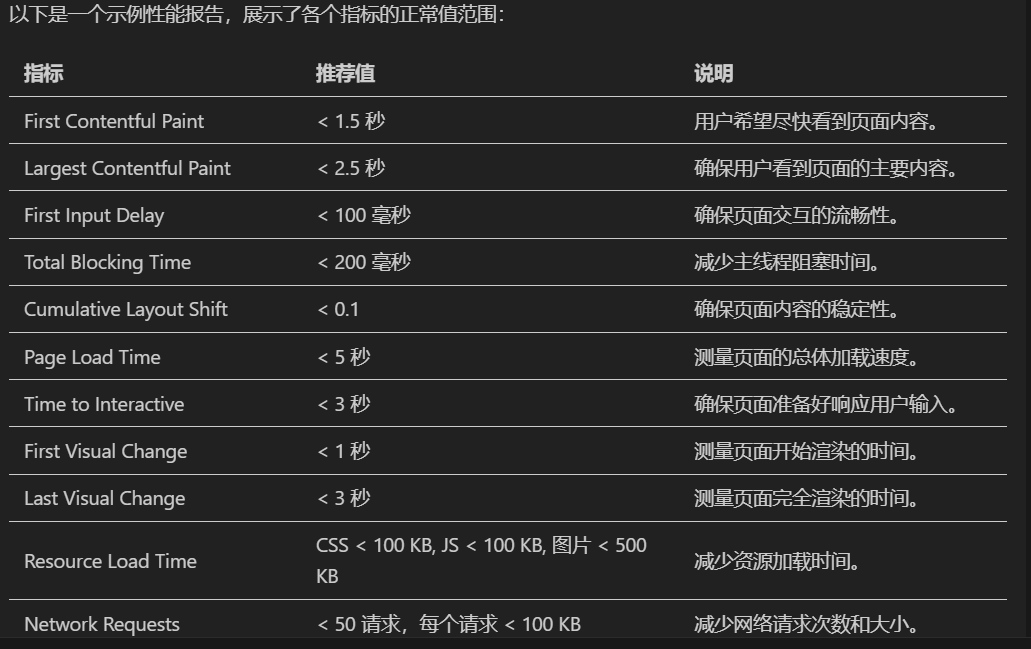 以下是一个示例性能报告，展示了各个指标的正常值范围：
指标 推荐值 说明
First Contentful Paint < 1.5 秒 用户希望尽快看到页面内容。
Largest Contentful Paint < 2.5 秒 确保用户看到页面的主要内容。
First Input Delay < 100 毫秒 确保页面交互的流畅性。
Total Blocking Time < 200 毫秒 减少主线程阻塞时间。
Cumulative Layout Shift < 0.1 确保页面内容的稳定性。
Page Load Time < 5 秒 测量页面的总体加载速度。
Time to Interactive < 3 秒 确保页面准备好响应用户输入。
First Visual Change < 1 秒 测量页面开始渲染的时间。
Last Visual Change < 3 秒 测量页面完全渲染的时间。
Resource Load Time CSS < 100 KB, JS < 100 KB, 图片 < 500
KB 减少资源加载时间。
Network Requests < 50 请求，每个请求 < 100 KB 减少网络请求次数和大小。